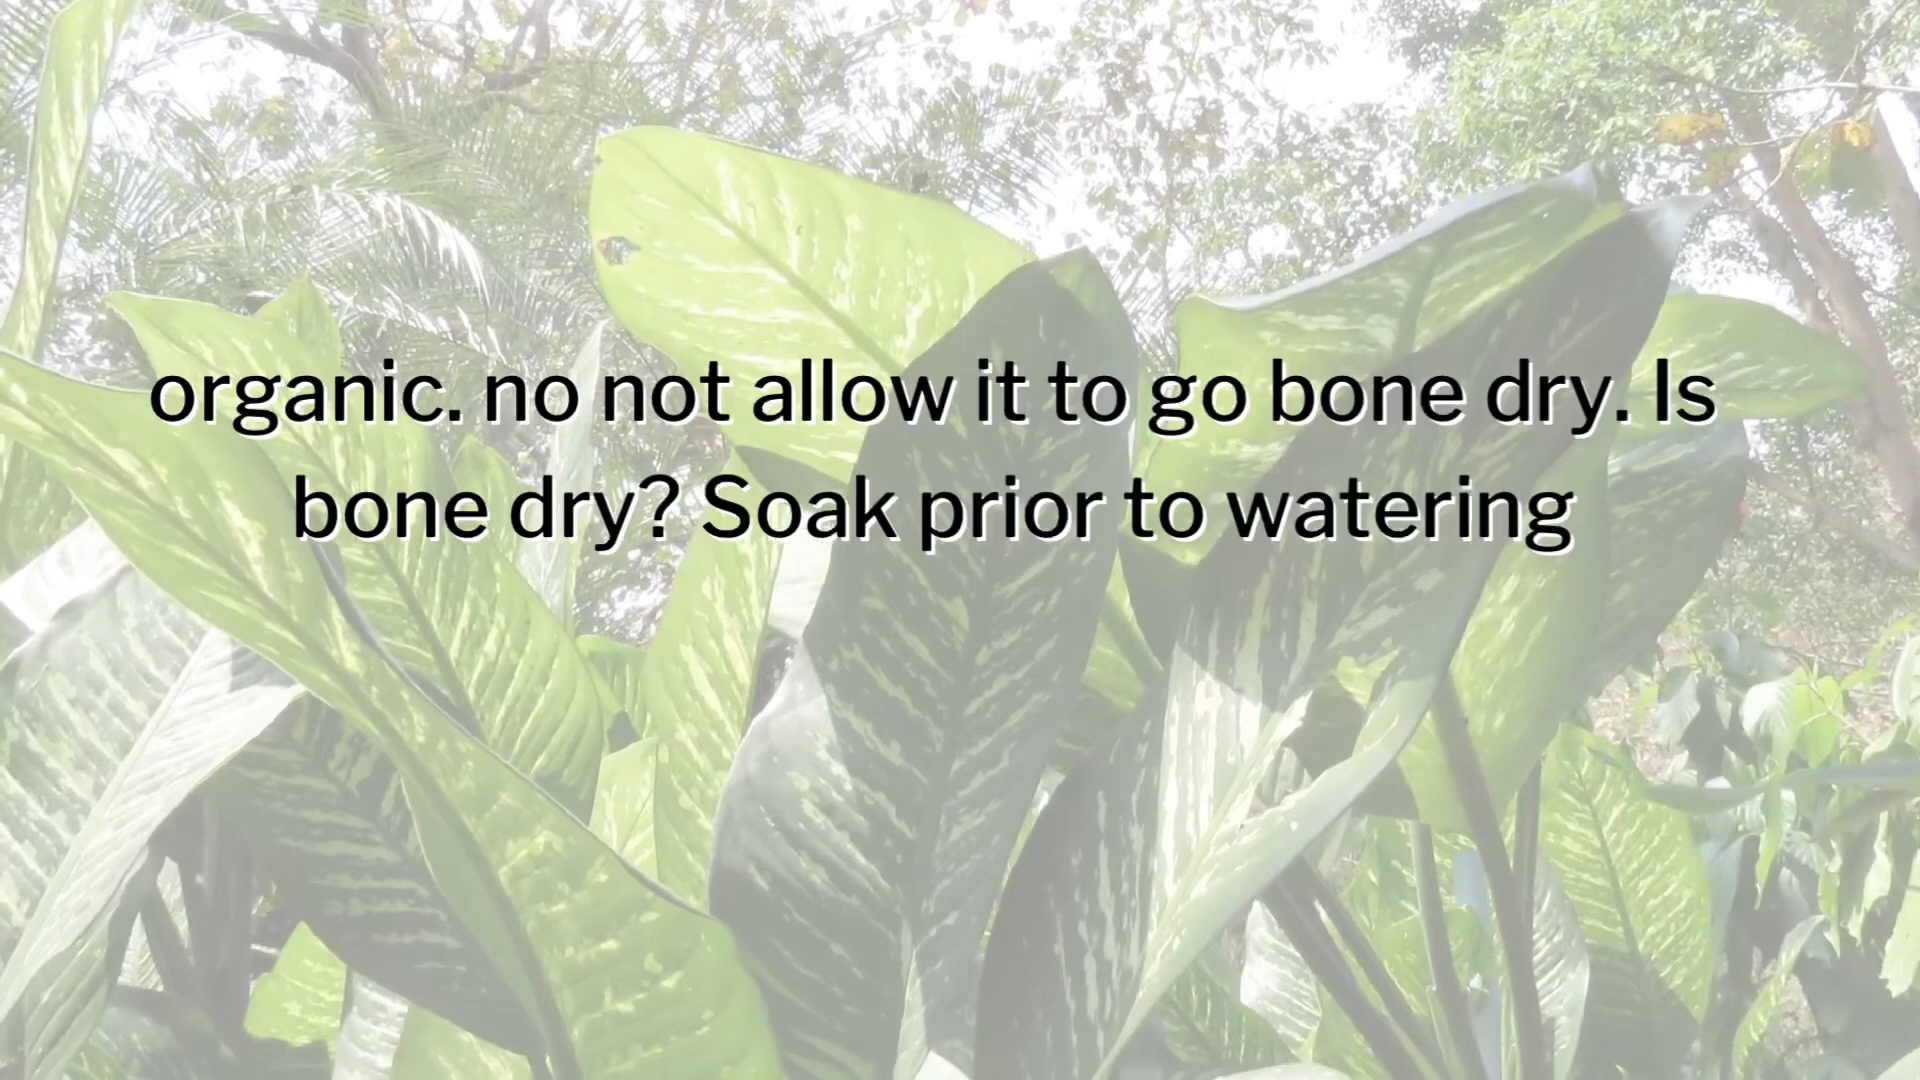 organic. no not allow it to go bone dry. Is
bone dry? Soak prior to watering